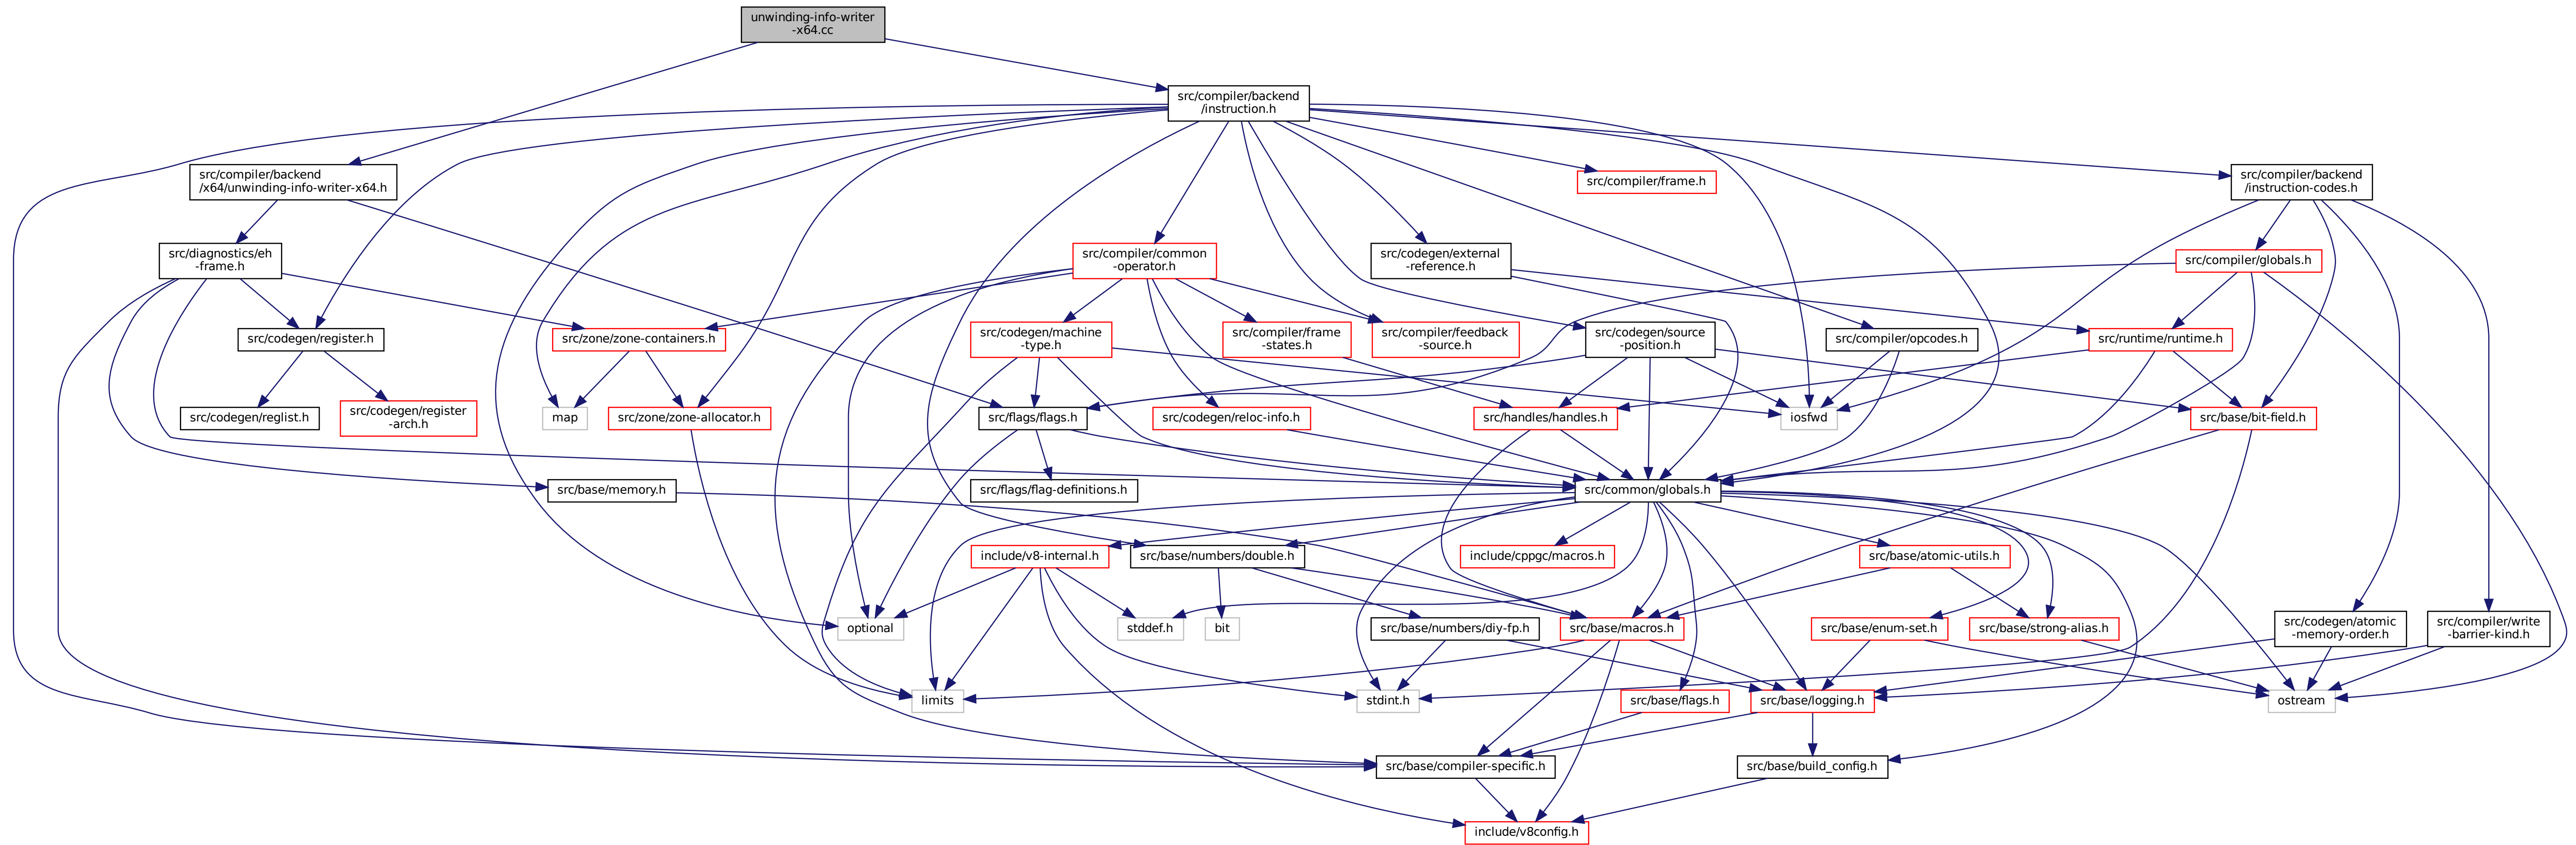 unwinding-info-writer
-x64.cc
src/compiler/backend
/instruction.h
src/compiler/backend
/x64/unwinding-info-writer-x64.h
src/compiler/frame.h
src/compiler/backend
/instruction-codes.h
src/diagnostics/eh
-frame.h
src/compiler/common
-operator.h
src/codegen/external
-reference.h
src/compiler/globals.h
src/codegen/register.h
src/zone/zone-containers.h
src/codegen/machine
-type.h
src/compiler/frame
-states.h
src/compiler/feedback
-source.h
src/codegen/source
-position.h
src/compiler/opcodes.h
src/runtime/runtime.h
src/codegen/reglist.h
src/codegen/register
-arch.h
map
src/zone/zone-allocator.h
src/flags/flags.h
src/codegen/reloc-info.h
src/handles/handles.h
iosfwd
src/base/bit-field.h
src/base/memory.h
src/flags/flag-definitions.h
src/common/globals.h
include/v8-internal.h
src/base/numbers/double.h
include/cppgc/macros.h
src/base/atomic-utils.h
optional
stddef.h
bit
src/base/numbers/diy-fp.h
src/base/macros.h
src/base/enum-set.h
src/base/strong-alias.h
src/codegen/atomic
-memory-order.h
src/compiler/write
-barrier-kind.h
limits
stdint.h
src/base/flags.h
src/base/logging.h
ostream
src/base/compiler-specific.h
src/base/build_config.h
include/v8config.h